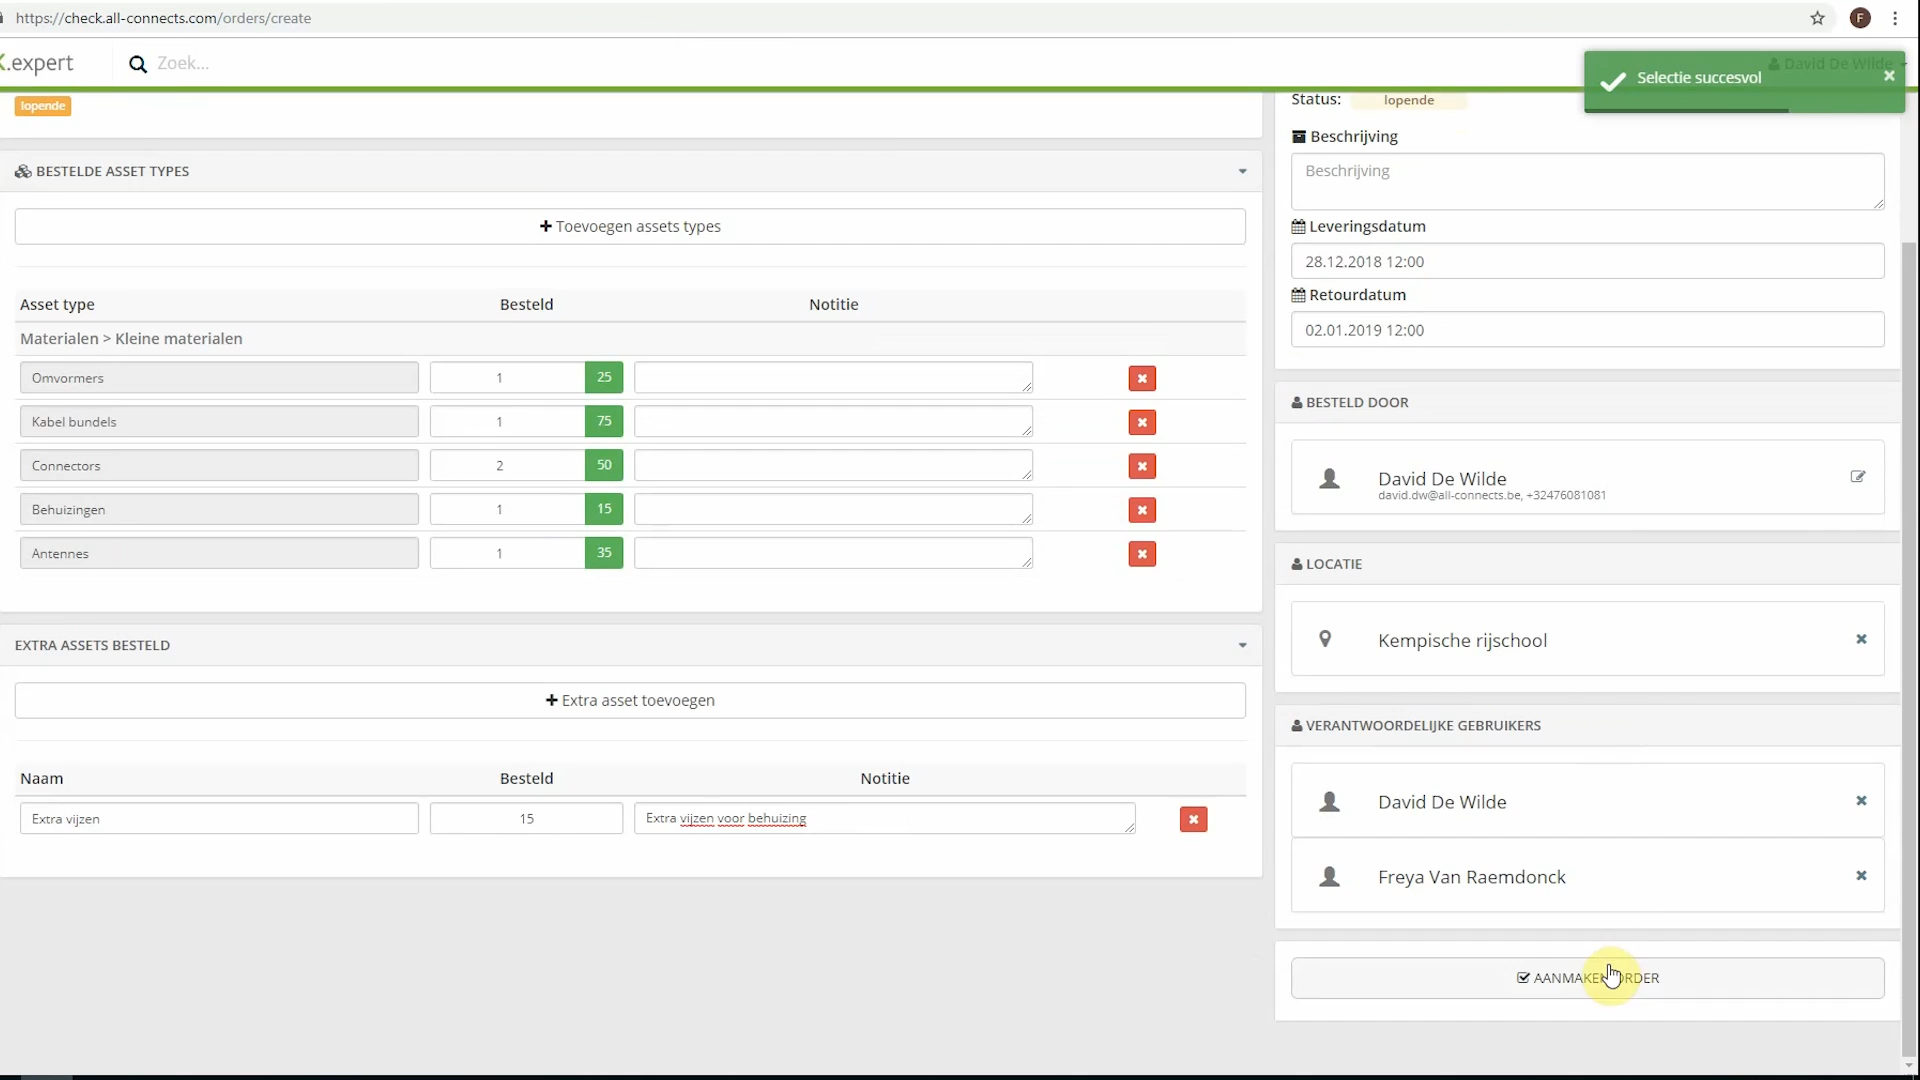 https://check.all-connects.com/orders/create
F
.expert
Zoek...
David De Wilde
Selectie succesvol
lopende
BESTELDE ASSET TYPES
Toevoegen assets types
Asset type Besteld Notitie
Materialen > Kleine materialen
Omvormers 1 25
Kabel bundels 1 75
Connectors 2 50
Behuizingen 1 15
Antennes 1 35
EXTRA ASSETS BESTELD
Extra asset toevoegen
Naam Besteld Notitie
Extra vijzen 15 Extra vijzen voor behuizing
Status: lopende
Beschrijving
Beschrijving
Leveringsdatum
28.12.2018 12:00
Retourdatum
02.01.2019 12:00
BESTELD DOOR
David De Wilde
david.dw@all-connects.be, +32476081081
LOCATIE
Kempische rijschool
VERANTWOORDELIJKE GEBRUIKERS
David De Wilde
Freya Van Raemdonck
AANMAKEN ORDER